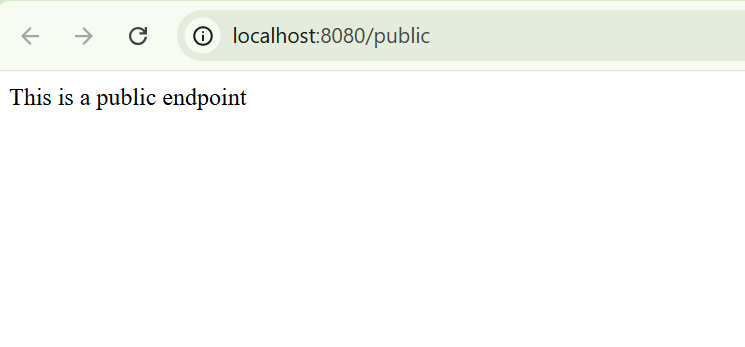 localhost:8080/public
This is a public endpoint